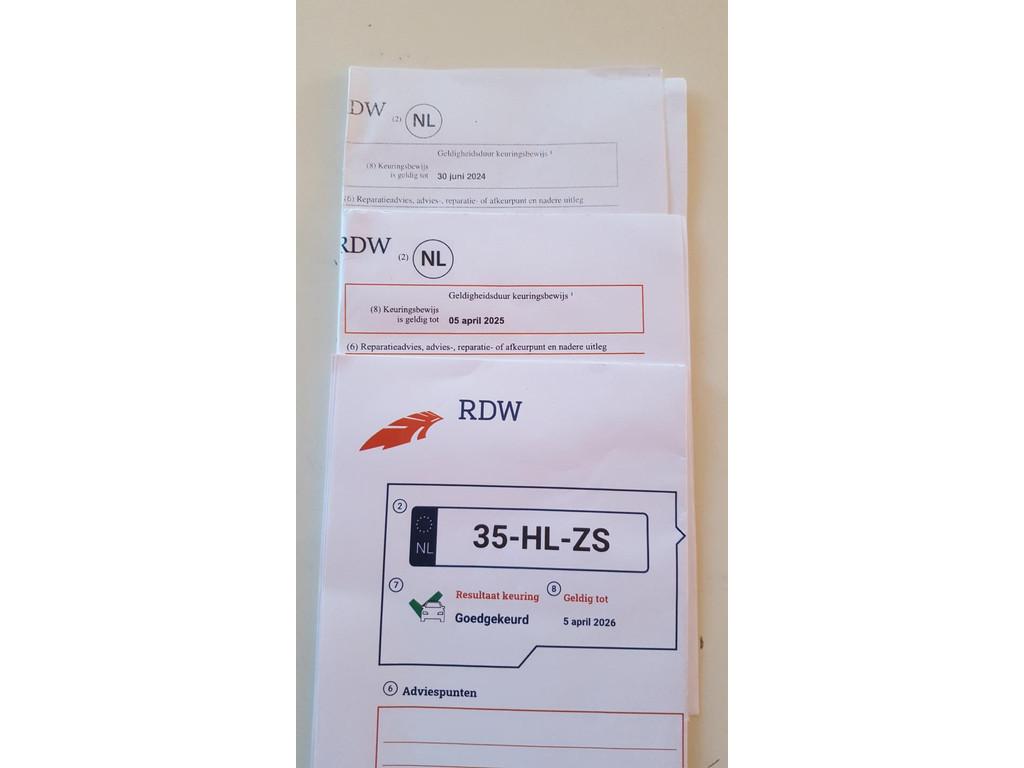 RDW (2) NL
Geldigheidsduur keuringsbewijs ¹
(8) Keuringsbewijs
is geldig tot 30 juni 2024
(6) Reparatieadvies, advies-, reparatie- of afkeurpunt en nadere uitleg
RDW (2) NL
Geldigheidsduur keuringsbewijs ¹
(8) Keuringsbewijs
is geldig tot 05 april 2025
(6) Reparatieadvies, advies-, reparatie- of afkeurpunt en nadere uitleg
RDW
2
NL 35-HL-ZS
7 Resultaat keuring 8 Geldig tot
Goedgekeurd 5 april 2026
6 Adviespunten